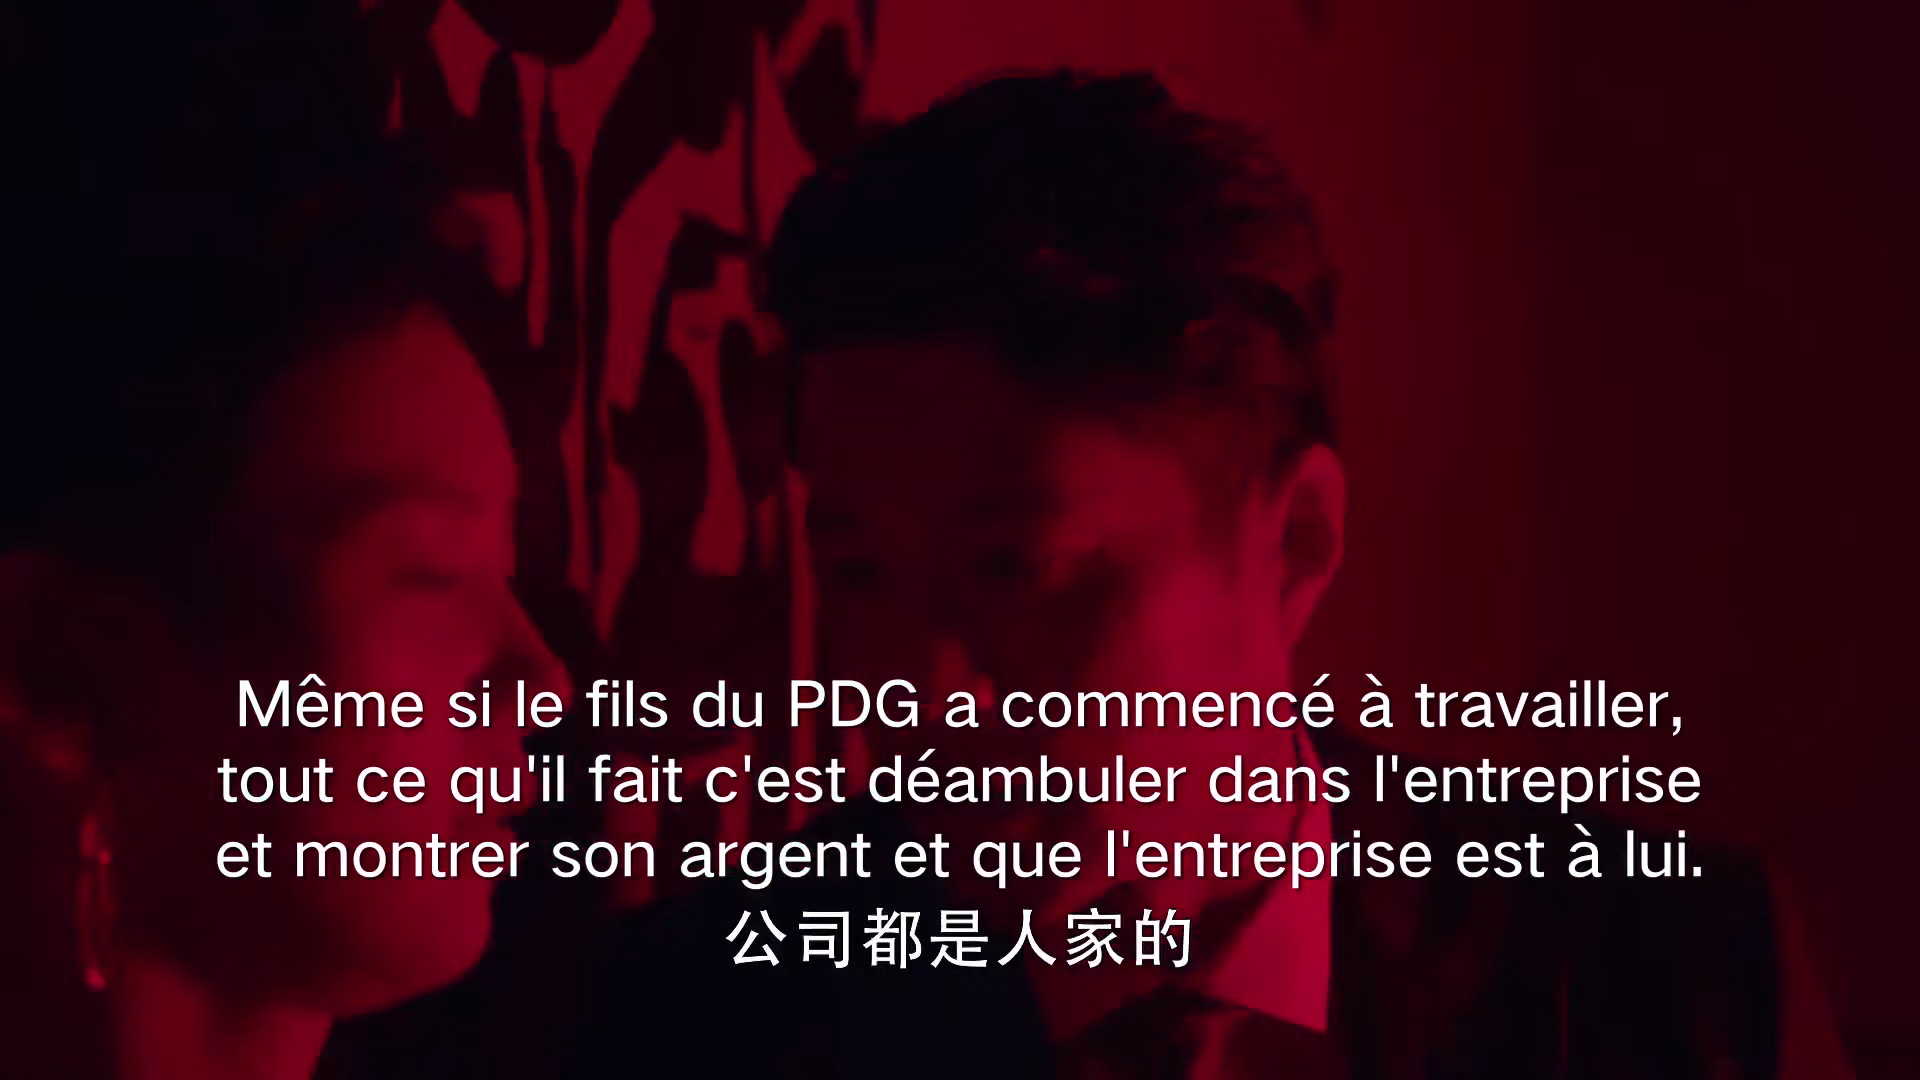 Même si le fils du PDG a commencé à travailler,
tout ce qu'il fait c'est déambuler dans l'entreprise
et montrer son argent et que l'entreprise est à lui.
公司都是人家的